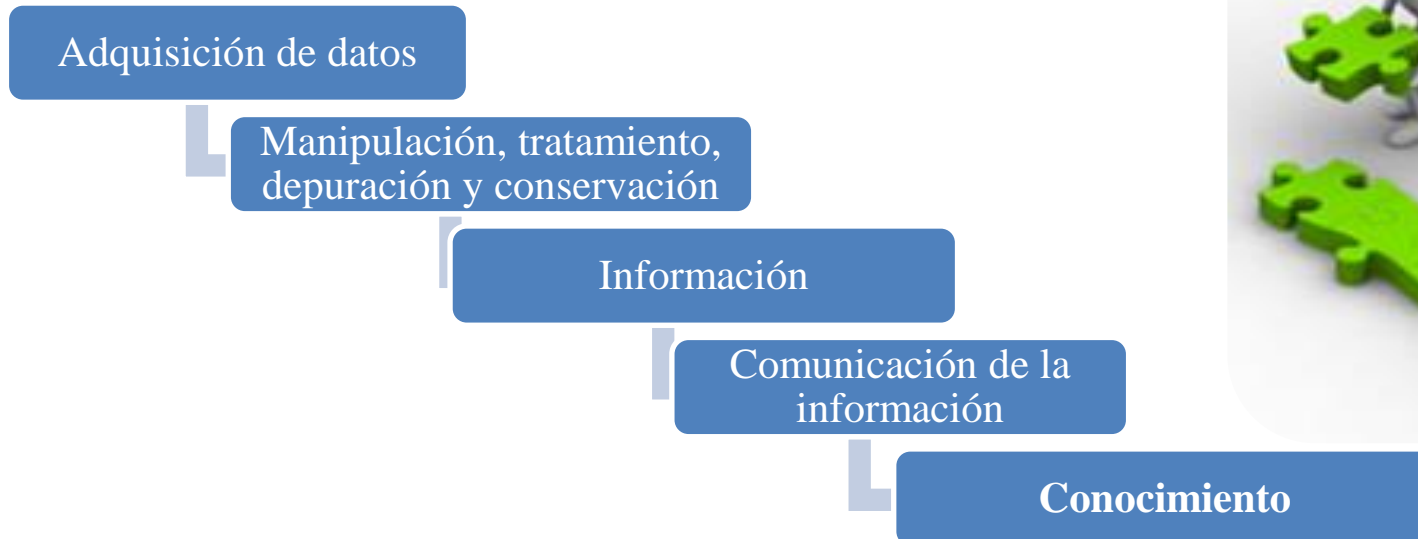 Adquisición de datos
Manipulación, tratamiento,
depuración y conservación
Información
Comunicación de la
información
Conocimiento